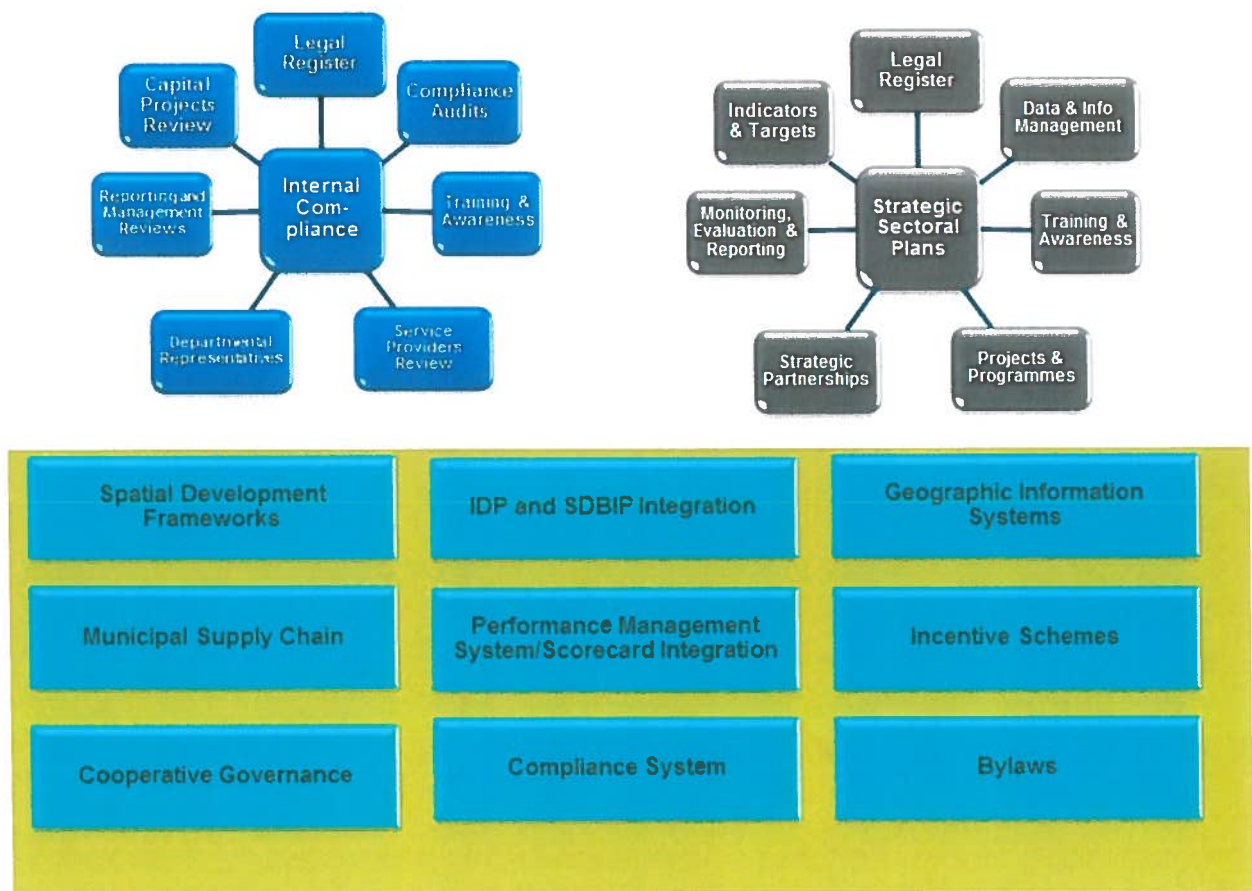 Legal
Register
Capital
Projects
Review
Compliance
Audits
Internal
Com-
pliance
Reporting and
Management
Reviews
Training &
Awareness
Departmental
Representatives
Service
Providers
Review
Legal
Register
Indicators
& Targets
Data & Info
Management
Monitoring,
Evaluation &
Reporting
Strategic
Sectoral
Plans
Training &
Awareness
Strategic
Partnerships
Projects &
Programmes
Spatial Development
Frameworks
IDP and SDBIP Integration
Geographic Information
Systems
Municipal Supply Chain
Performance Management
System/Scorecard Integration
Incentive Schemes
Cooperative Governance
Compliance System
Bylaws